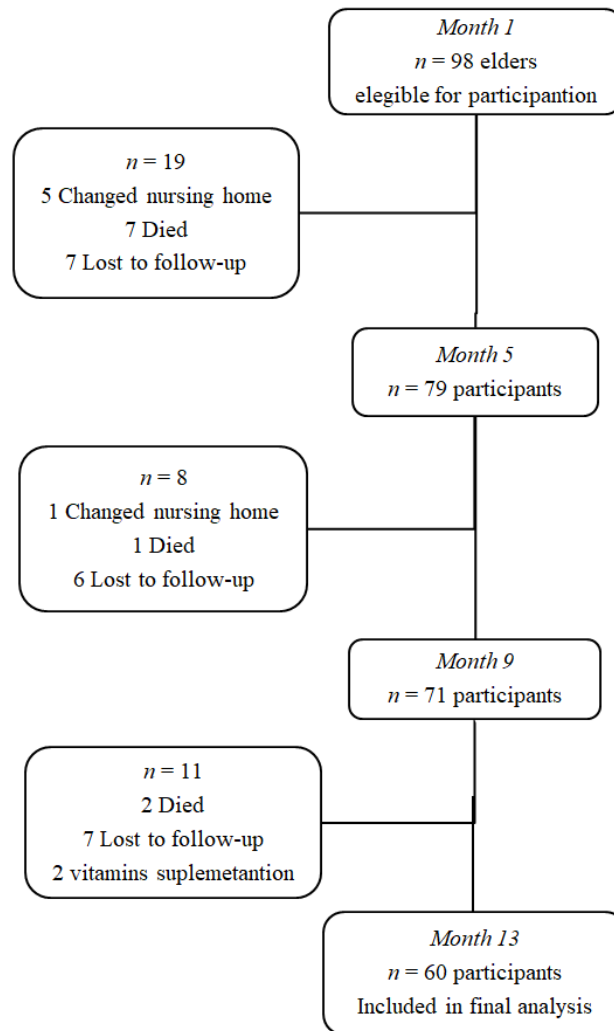 Month 1
n = 98 elders
elegible for participantion
n = 19
5 Changed nursing home
7 Died
7 Lost to follow-up
Month 5
n = 79 participants
n = 8
1 Changed nursing home
1 Died
6 Lost to follow-up
Month 9
n = 71 participants
n = 11
2 Died
7 Lost to follow-up
2 vitamins suplemetantion
Month 13
n = 60 participants
Included in final analysis